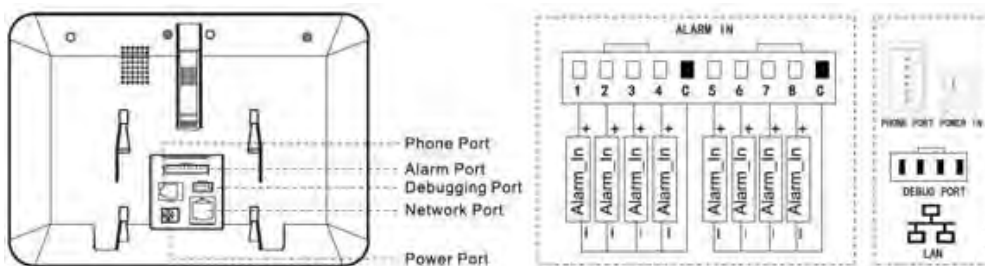 Phone Port
Alarm Port
Debugging Port
Network Port
Power Port
ALARM IN
1 2 3 4 C 5 6 7 8 G
+ + + + + + + +
Alarm_In Alarm_In Alarm_In Alarm_In Alarm_In Alarm_In Alarm_In Alarm_In
PHONE PORT POWER IN
DEBUG PORT
LAN